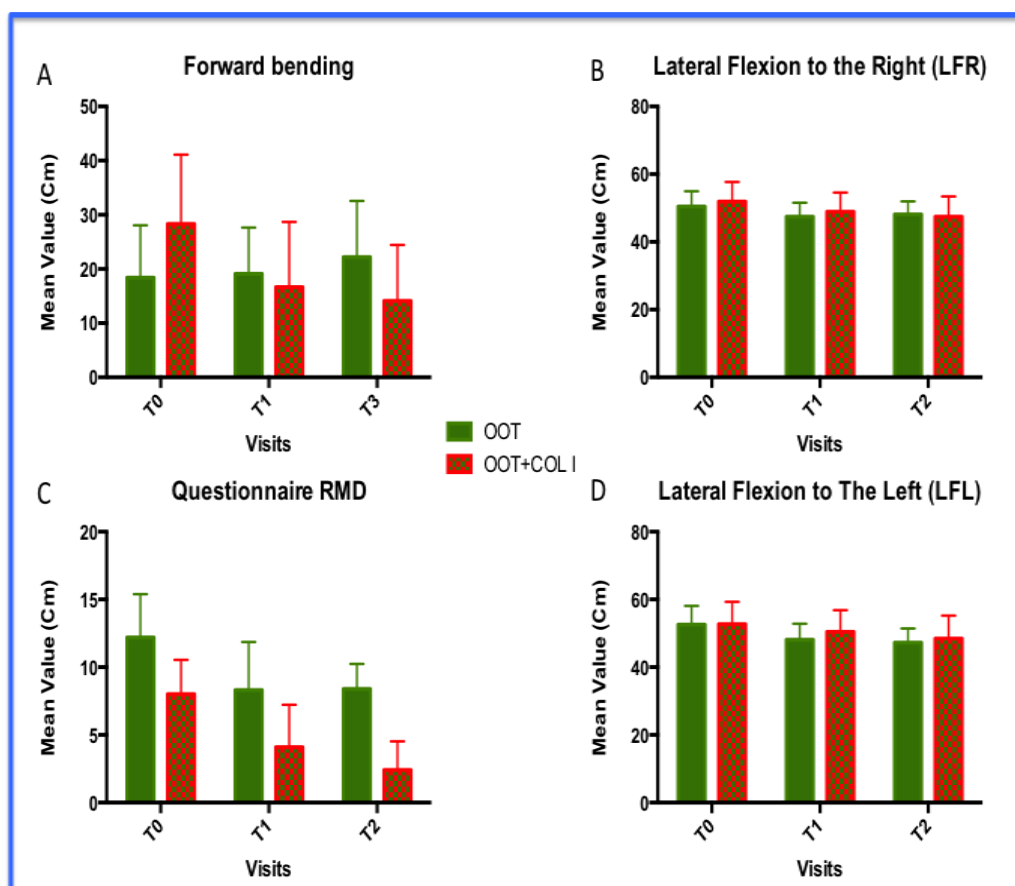 A
Forward bending
Mean Value (Cm)
50
40
30
20
10
0
T0
T1
T3
Visits
B
Lateral Flexion to the Right (LFR)
Mean Value (Cm)
80
60
40
20
0
T0
T1
T2
Visits
OOT
OOT+COL I
C
Questionnaire RMD
Mean Value (Cm)
20
15
10
5
0
T0
T1
T2
Visits
D
Lateral Flexion to The Left (LFL)
Mean Value (Cm)
80
60
40
20
0
T0
T1
T2
Visits